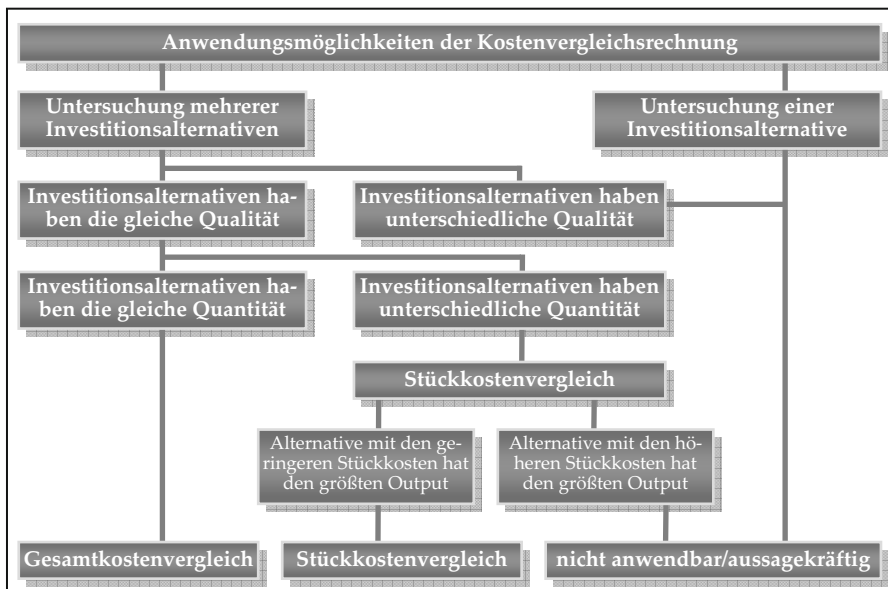 Anwendungsmöglichkeiten der Kostenvergleichsrechnung
Untersuchung mehrerer
Investitionsalternativen
Untersuchung einer
Investitionsalternative
Investitionsalternativen ha-
ben die gleiche Qualität
Investitionsalternativen haben
unterschiedliche Qualität
Investitionsalternativen ha-
ben die gleiche Quantität
Investitionsalternativen haben
unterschiedliche Quantität
Stückkostenvergleich
Alternative mit den ge-
ringeren Stückkosten hat
den größten Output
Alternative mit den hö-
heren Stückkosten hat
den größten Output
Gesamtkostenvergleich
Stückkostenvergleich
nicht anwendbar/aussagekräftig